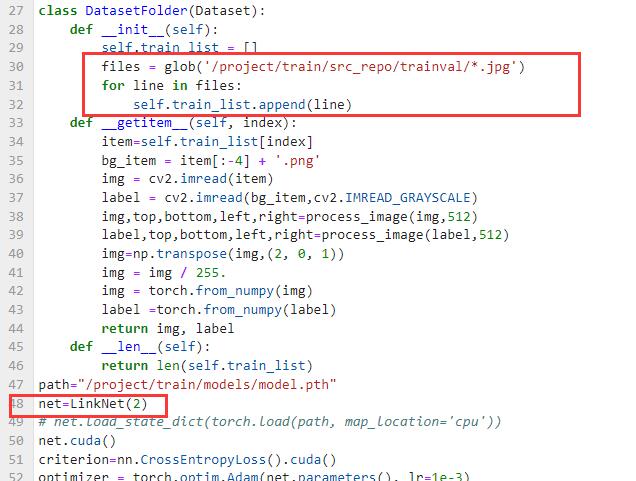 27 class DatasetFolder(Dataset):
28     def __init__(self):
29         self.train_list = []
30         files = glob('/project/train/src_repo/trainval/*.jpg')
31         for line in files:
32             self.train_list.append(line)
33     def __getitem__(self, index):
34         item=self.train_list[index]
35         bg_item = item[:-4] + '.png'
36         img = cv2.imread(item)
37         label = cv2.imread(bg_item,cv2.IMREAD_GRAYSCALE)
38         img,top,bottom,left,right=process_image(img,512)
39         label,top,bottom,left,right=process_image(label,512)
40         img=np.transpose(img,(2, 0, 1))
41         img = img / 255.
42         img = torch.from_numpy(img)
43         label =torch.from_numpy(label)
44         return img, label
45     def __len__(self):
46         return len(self.train_list)
47 path="/project/train/models/model.pth"
48 net=LinkNet(2)
49 # net.load_state_dict(torch.load(path, map_location='cpu'))
50 net.cuda()
51 criterion=nn.CrossEntropyLoss().cuda()
52 optimizer = torch.optim.Adam(net.parameters(), lr=1e-3)